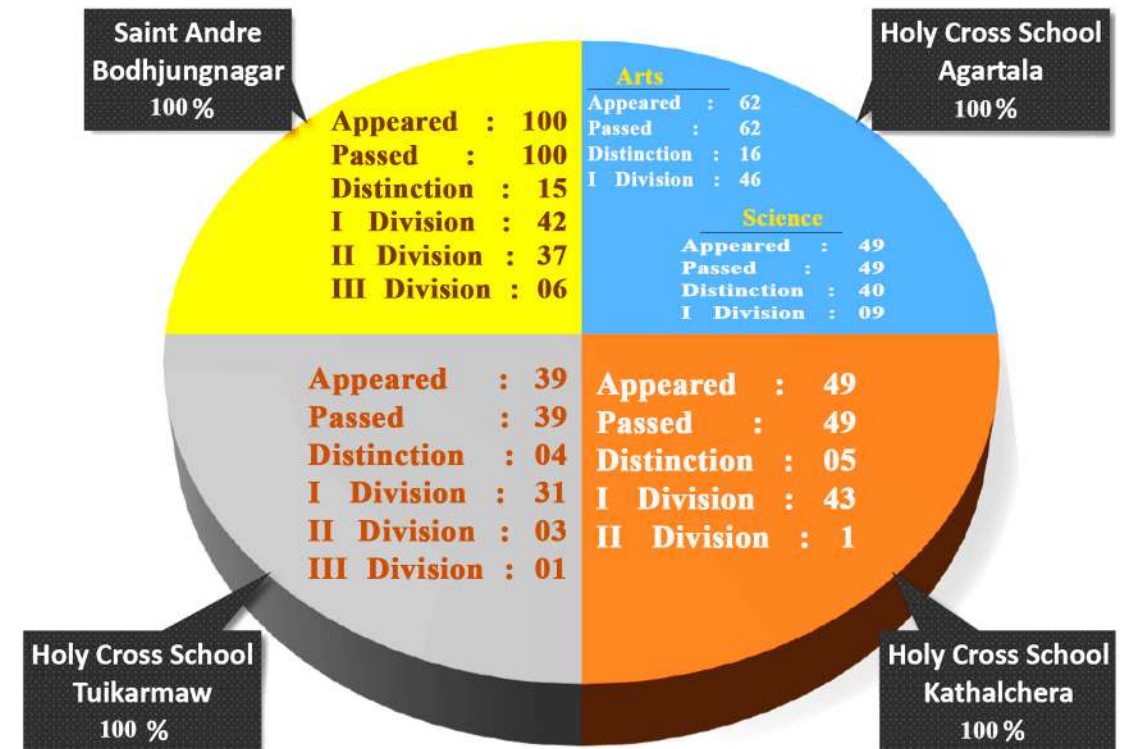 Saint Andre
Bodhjungnagar
100 %
Appeared : 100
Passed : 100
Distinction : 15
I Division : 42
II Division : 37
III Division : 06
Holy Cross School
Agartala
100 %
Arts
Appeared : 62
Passed : 62
Distinction : 16
I Division : 46
Science
Appeared : 49
Passed : 49
Distinction : 40
I Division : 09
Appeared : 39
Passed : 39
Distinction : 04
I Division : 31
II Division : 03
III Division : 01
Holy Cross School
Tuikarmaw
100 %
Appeared : 49
Passed : 49
Distinction : 05
I Division : 43
II Division : 1
Holy Cross School
Kathalchera
100 %